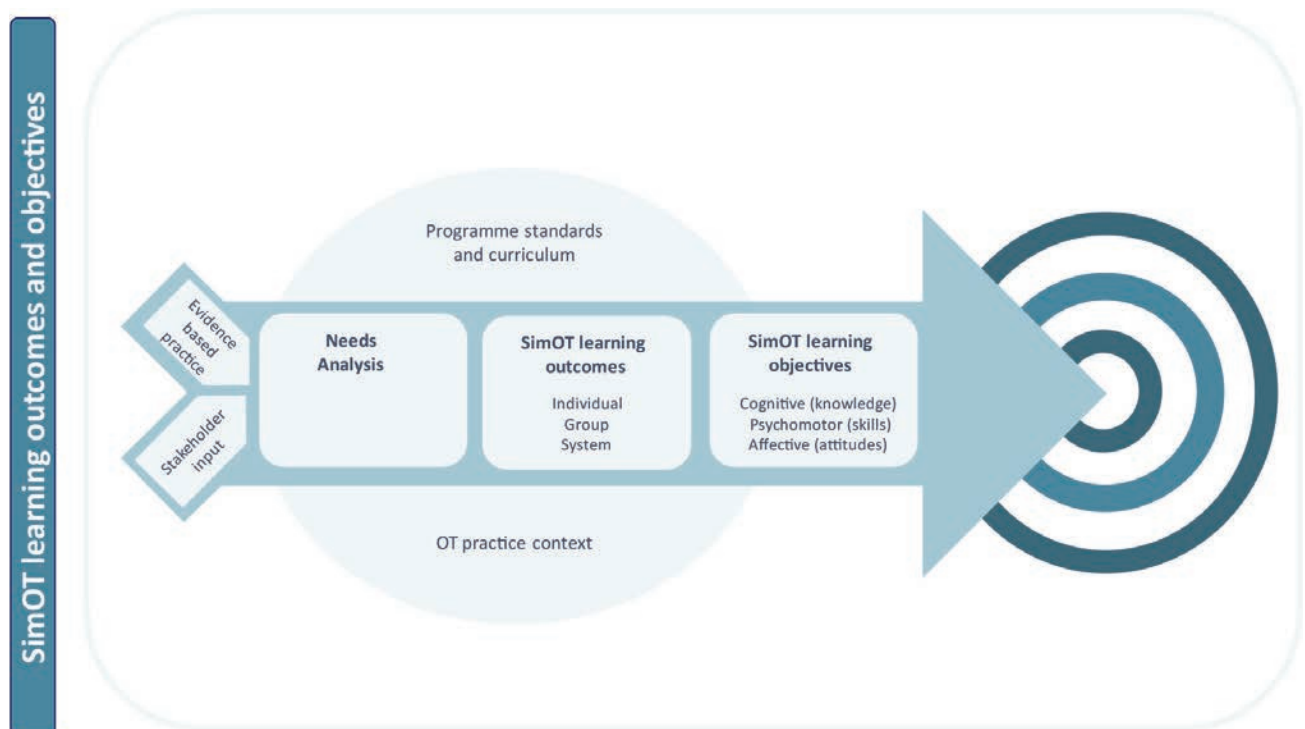 SimOT learning outcomes and objectives
Programme standards
and curriculum
Evidence
based
practice
Stakeholder
input
Needs
Analysis
SimOT learning
outcomes
Individual
Group
System
SimOT learning
objectives
Cognitive (knowledge)
Psychomotor (skills)
Affective (attitudes)
OT practice context